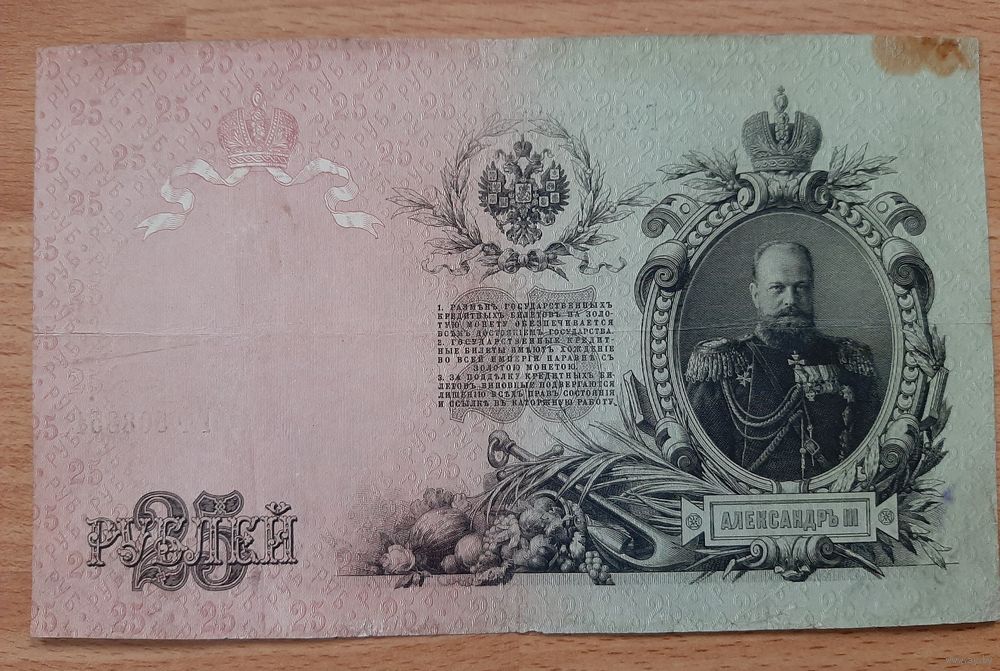 1. РАЗМѢНЪ ГОСУДАРСТВЕННЫХЪ
КРЕДИТНЫХЪ БИЛЕТОВЪ НА ЗОЛО-
ТУЮ МОНЕТУ ОБЕЗПЕЧИВАЕТСЯ
ВСѢМЪ ДОСТОЯНІЕМЪ ГОСУДАРСТВА.
2. ГОСУДАРСТВЕННЫЕ КРЕДИТ-
НЫЕ БИЛЕТЫ ИМѢЮТЪ ХОЖДЕНІЕ
ВО ВСЕЙ ИМПЕРІИ НАРАВНѢ СЪ
ЗОЛОТОЮ МОНЕТОЮ.
3. ЗА ПОДДѢЛКУ КРЕДИТНЫХЪ БИ-
ЛЕТОВЪ ВИНОВНЫЕ ПОДВЕРГАЮТСЯ
ЛИШЕНІЮ ВСѢХЪ ПРАВЪ СОСТОЯНІЯ
И ССЫЛКѢ ВЪ КАТОРЖНУЮ РАБОТУ.
25
25
РУБЛЕЙ
АЛЕКСАНДРЪ III